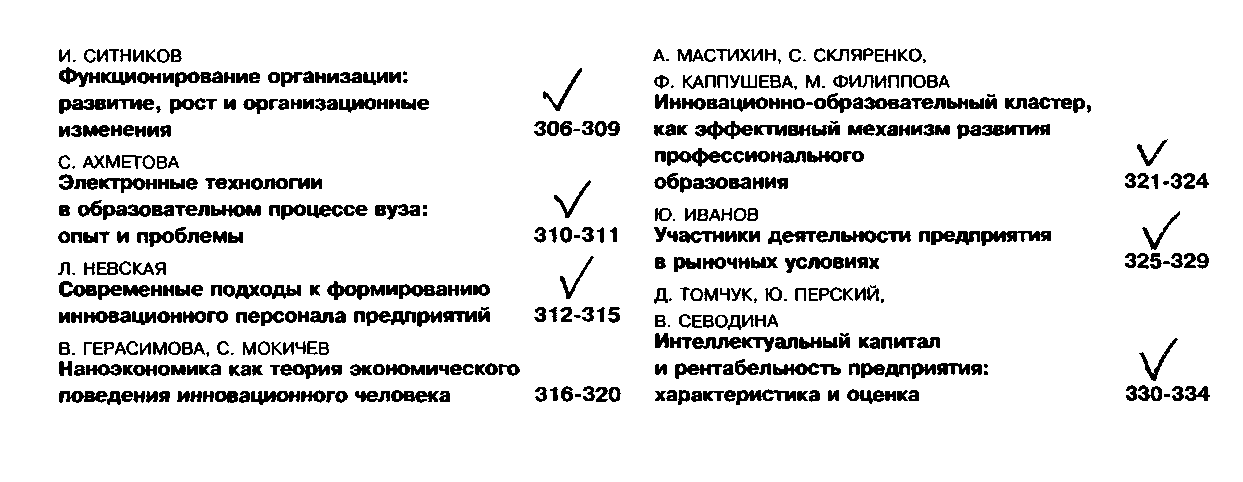 И. СИТНИКОВ
Функционирование организации:
развитие, рост и организационные
изменения 306-309
С. АХМЕТОВА
Электронные технологии
в образовательном процессе вуза:
опыт и проблемы 310-311
Л. НЕВСКАЯ
Современные подходы к формированию
инновационного персонала предприятий 312-315
В. ГЕРАСИМОВА, С. МОКИЧЕВ
Наноэкономика как теория экономического
поведения инновационного человека 316-320
А. МАСТИХИН, С. СКЛЯРЕНКО,
Ф. КАППУШЕВА, М. ФИЛИППОВА
Инновационно-образовательный кластер,
как эффективный механизм развития
профессионального
образования 321-324
Ю. ИВАНОВ
Участники деятельности предприятия
в рыночных условиях 325-329
Д. ТОМЧУК, Ю. ПЕРСКИЙ,
В. СЕВОДИНА
Интеллектуальный капитал
и рентабельность предприятия:
характеристика и оценка 330-334